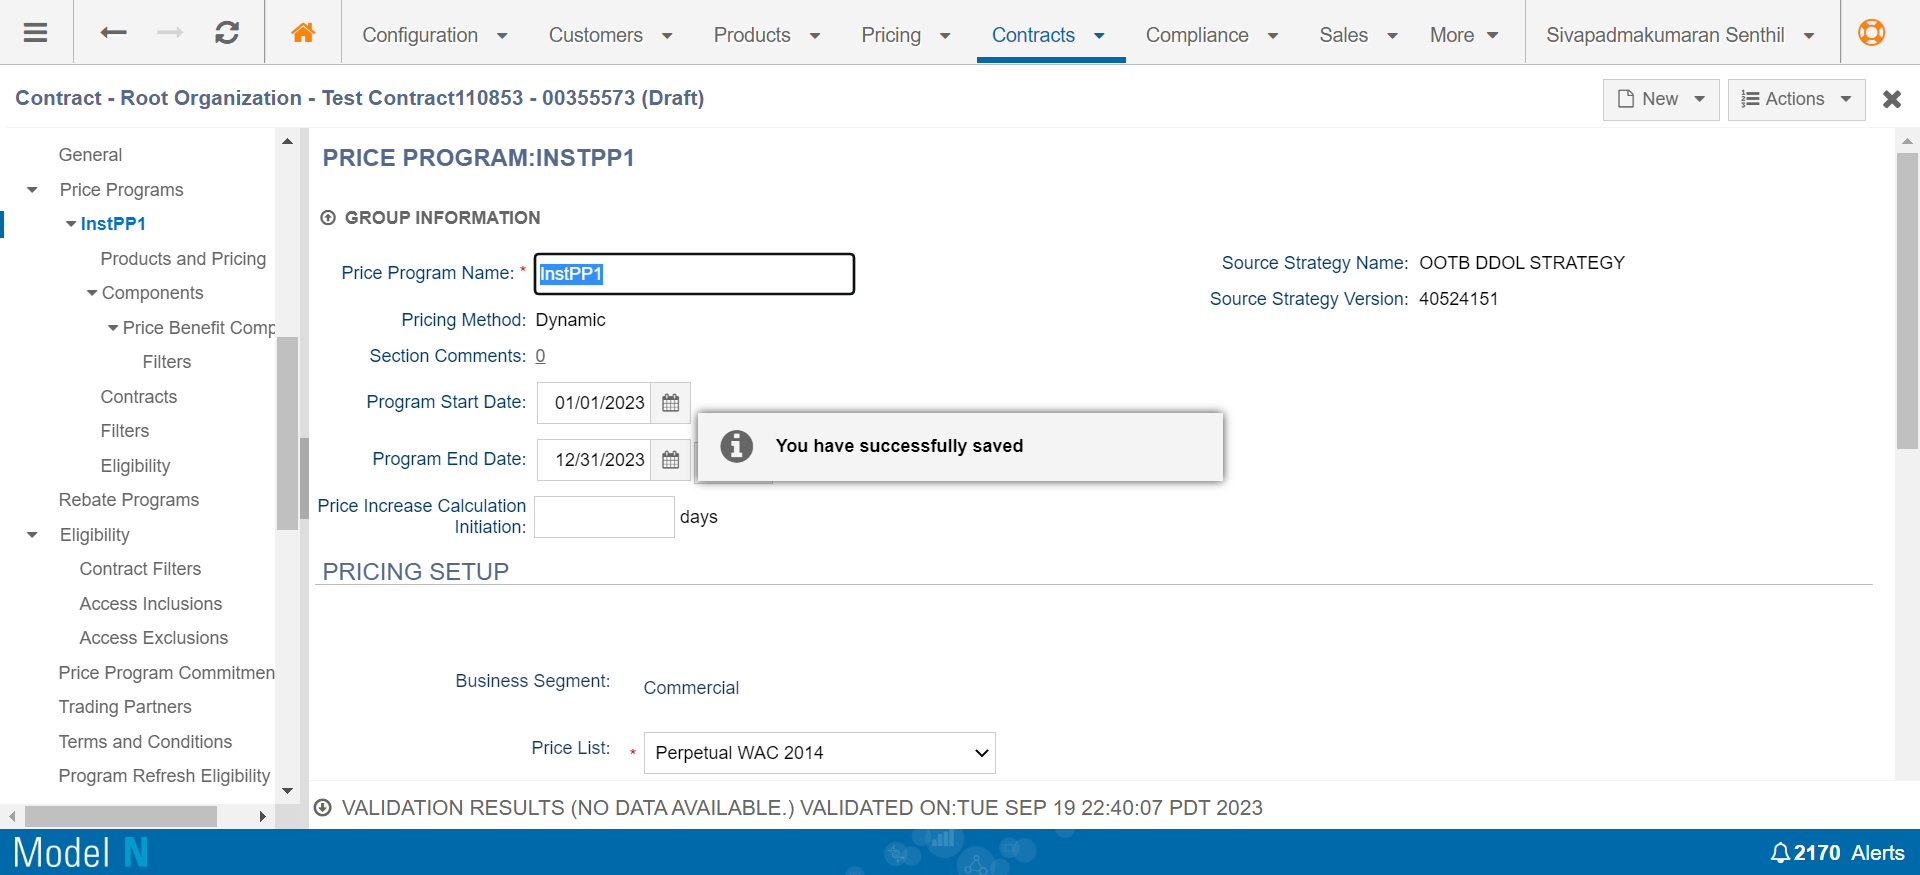 Configuration
Customers
Products
Pricing
Contracts
Compliance
Sales
More
Sivapadmakumaran Senthil
Contract - Root Organization - Test Contract110853 - 00355573 (Draft)
New
Actions
General
Price Programs
InstPP1
Products and Pricing
Components
Price Benefit Comp
Filters
Contracts
Filters
Eligibility
Rebate Programs
Eligibility
Contract Filters
Access Inclusions
Access Exclusions
Price Program Commitmen
Trading Partners
Terms and Conditions
Program Refresh Eligibility
PRICE PROGRAM:INSTPP1
GROUP INFORMATION
Price Program Name: * InstPP1
Pricing Method: Dynamic
Section Comments: 0
Program Start Date: 01/01/2023
Program End Date: 12/31/2023
Price Increase Calculation
Initiation: days
Source Strategy Name: OOTB DDOL STRATEGY
Source Strategy Version: 40524151
You have successfully saved
PRICING SETUP
Business Segment: Commercial
Price List: * Perpetual WAC 2014
VALIDATION RESULTS (NO DATA AVAILABLE.) VALIDATED ON:TUE SEP 19 22:40:07 PDT 2023
Model N
2170 Alerts